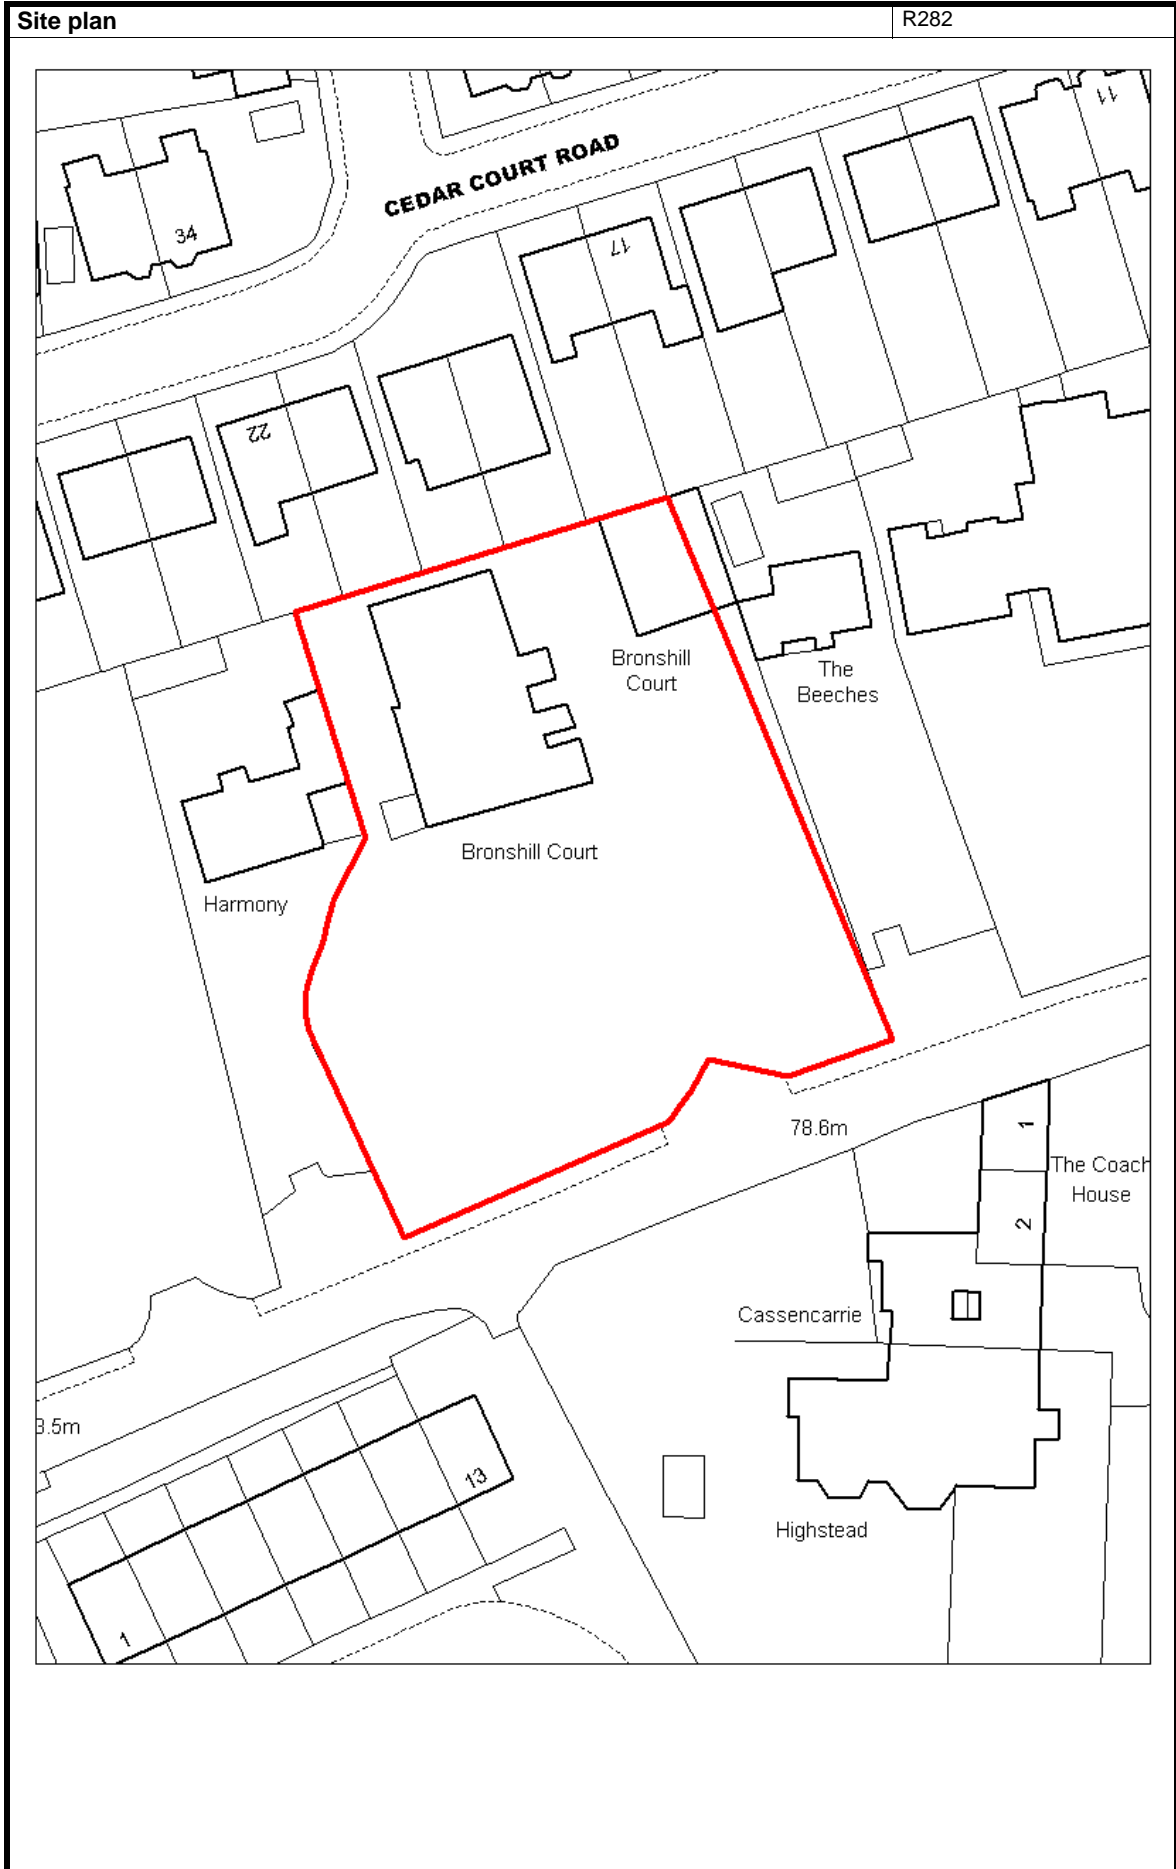 Site plan
R282
11
CEDAR COURT ROAD
34
17
22
Bronshill
Court
The
Beeches
Bronshill Court
Harmony
78.6m
1
The Coach
House
2
Cassencarrie
3.5m
13
Highstead
1